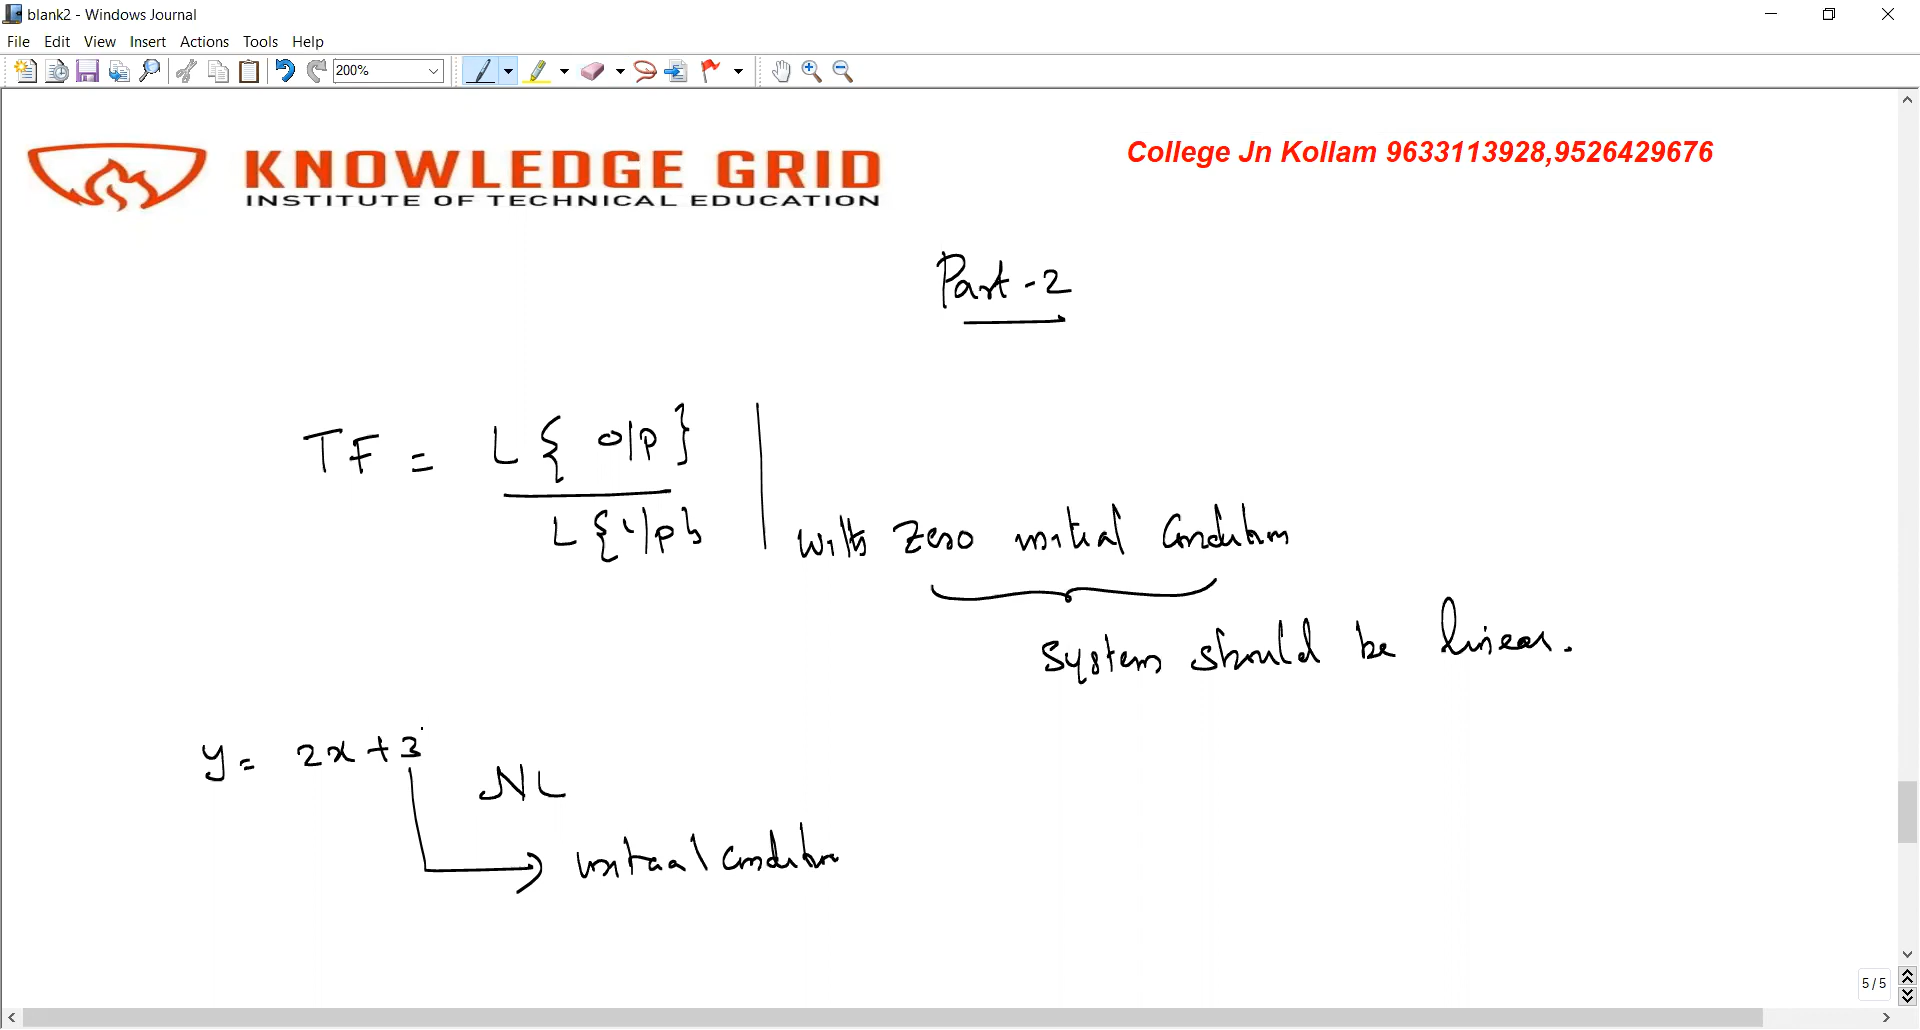 blank2 - Windows Journal
File Edit View Insert Actions Tools Help
200%
KNOWLEDGE GRID
INSTITUTE OF TECHNICAL EDUCATION
College Jn Kollam 9633113928,9526429676
Part-2
TF = L{ o/p}
L{i/p}
with zero initial condition
System should be linear.
y= 2x+3
NL
initial condition
5 / 5